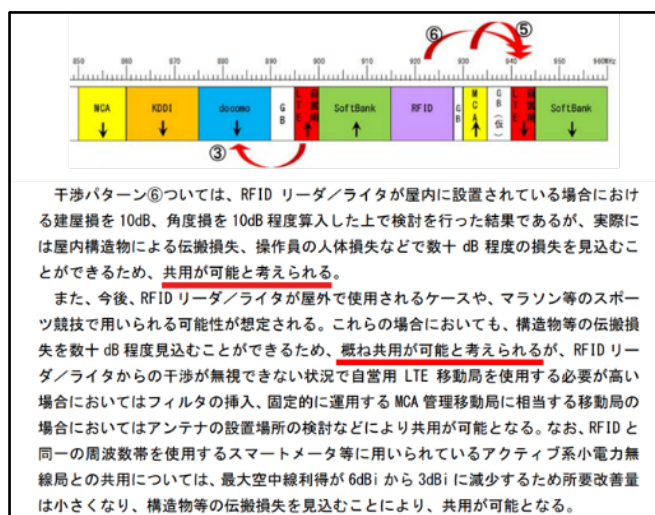 ⑥ ⑤
850 860 870 880 890 900 910 920 930 940 950 960MHz
MCA KDDI docomo GB LTE 自営用 SoftBank RFID GB MCA GB(仮) LTE 自営用 SoftBank
③
干渉パターン⑥ついては、RFID リーダ/ライタが屋内に設置されている場合におけ
る建屋損を 10dB、角度損を 10dB 程度算入した上で検討を行った結果であるが、実際に
は屋内構造物による伝搬損失、操作員の人体損失などで数十 dB 程度の損失を見込むこ
とができるため、共用が可能と考えられる。
また、今後、RFID リーダ/ライタが屋外で使用されるケースや、マラソン等のスポー
ツ競技で用いられる可能性が想定される。これらの場合においても、構造物等の伝搬損
失を数十 dB 程度見込むことができるため、概ね共用が可能と考えられるが、RFID リー
ダ/ライタからの干渉が無視できない状況で自営用 LTE 移動局を使用する必要が高い
場合においてはフィルタの挿入、固定的に運用する MCA 管理移動局に相当する移動局の
場合においてはアンテナの設置場所の検討などにより共用が可能となる。なお、RFID と
同一の周波数帯を使用するスマートメータ等に用いられているアクティブ系小電力無
線局との共用については、最大空中線利得が 6dBi から 3dBi に減少するため所要改善量
は小さくなり、構造物等の伝搬損失を見込むことにより、共用が可能となる。